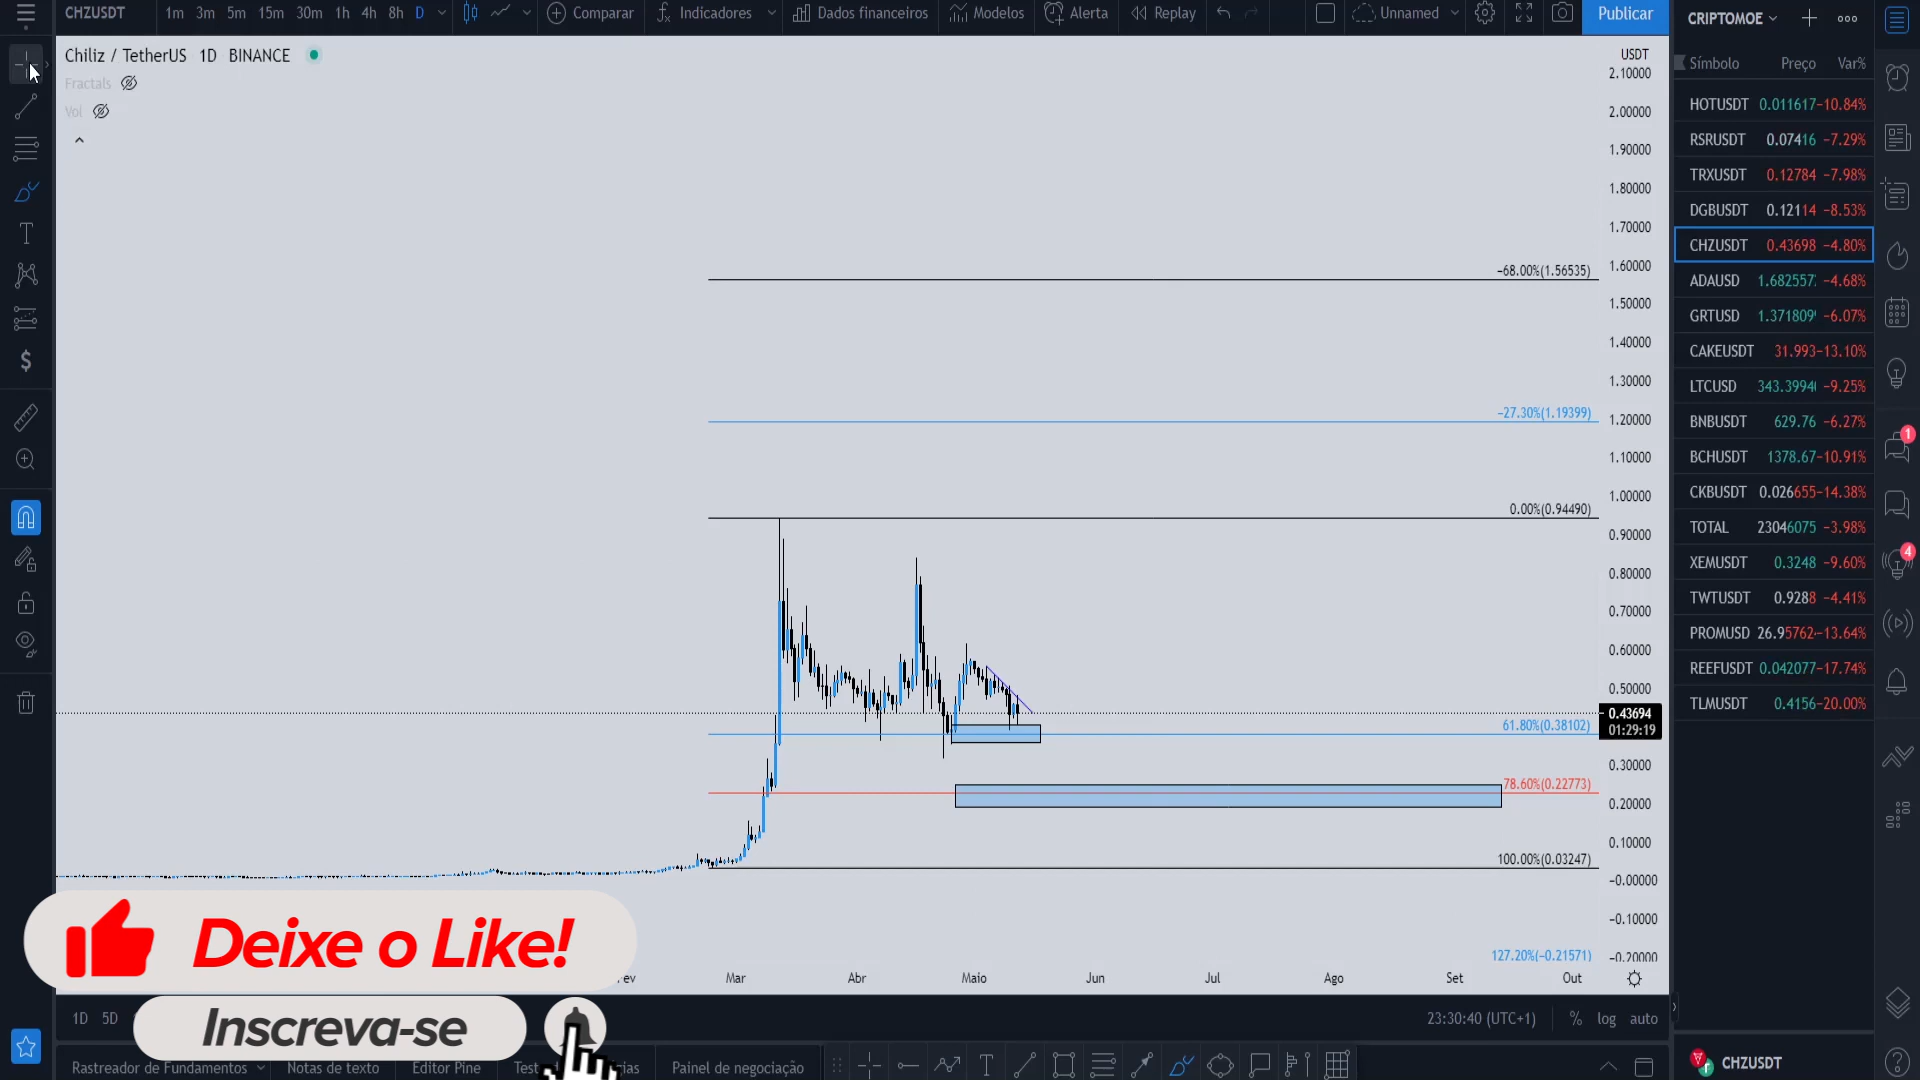 CHZUSDT 1m 3m 5m 15m 30m 1h 4h 8h D Comparar Indicadores Dados financeiros Modelos Alerta Replay Unnamed Publicar
CRIPTOMOE
Chiliz / TetherUS 1D BINANCE
Fractals
Vol
USDT
2.10000
2.00000
1.90000
1.80000
1.70000
1.60000
1.50000
1.40000
1.30000
1.20000
1.10000
1.00000
0.90000
0.80000
0.70000
0.60000
0.50000
0.43694
01:29:19
0.30000
0.20000
0.10000
-0.00000
-0.10000
-0.20000
-68.00%(1.56535)
-27.30%(1.19399)
0.00%(0.94490)
61.80%(0.38102)
78.60%(0.22773)
100.00%(0.03247)
127.20%(-0.21571)
Símbolo Preço Var%
HOTUSDT 0.011617 -10.84%
RSRUSDT 0.07416 -7.29%
TRXUSDT 0.12784 -7.98%
DGBUSDT 0.12114 -8.53%
CHZUSDT 0.43698 -4.80%
ADAUSD 1.682557 -4.68%
GRTUSD 1.371809 -6.07%
CAKEUSDT 31.993 -13.10%
LTCUSD 343.3994 -9.25%
BNBUSDT 629.76 -6.27%
BCHUSDT 1378.67 -10.91%
CKBUSDT 0.026655 -14.38%
TOTAL 23046075 -3.98%
XEMUSDT 0.3248 -9.60%
TWTUSDT 0.9288 -4.41%
PROMUSD 26.95762 -13.64%
REEFUSDT 0.042077 -17.74%
TLMUSDT 0.4156 -20.00%
1
4
Deixe o Like!
ev Mar Abr Maio Jun Jul Ago Set Out
1D 5D
Inscreva-se
23:30:40 (UTC+1) % log auto
Rastreador de Fundamentos Notas de texto Editor Pine Painel de negociação
CHZUSDT